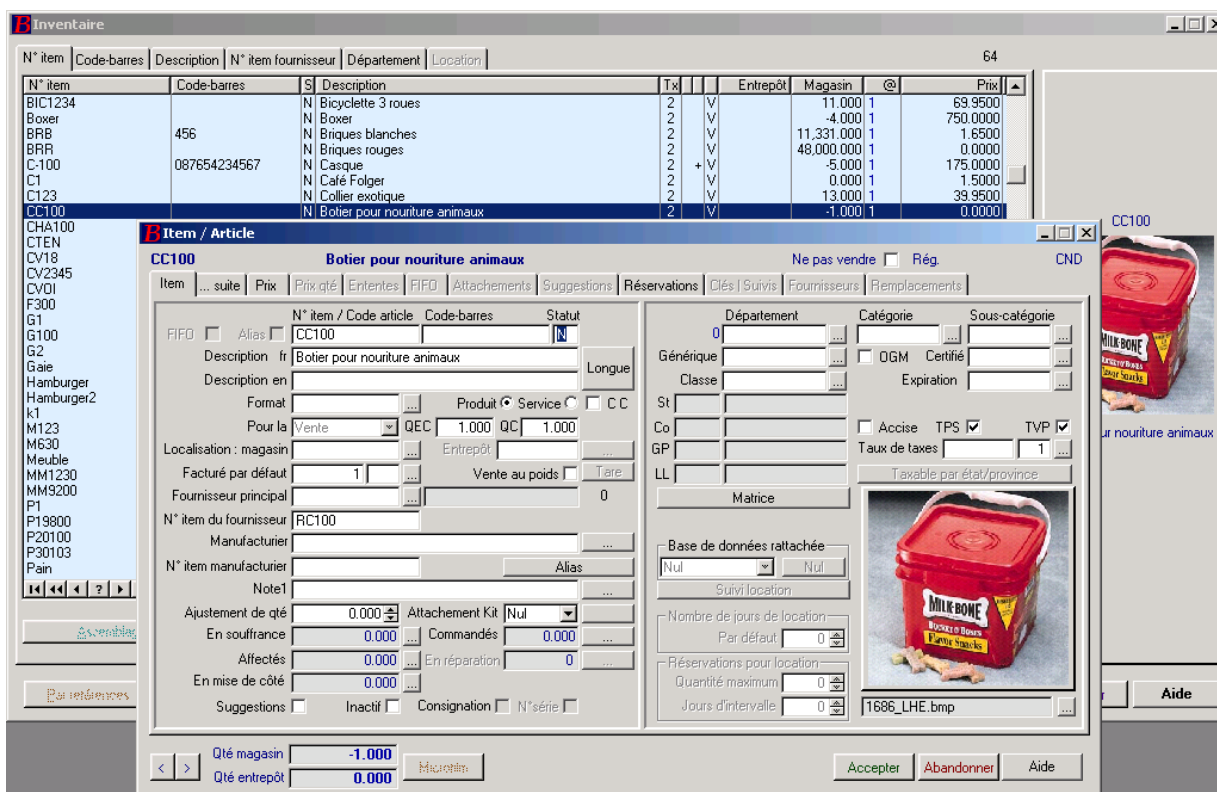 Inventaire
N° item Code-barres Description N° item fournisseur Département Location 64
N° item Code-barres S Description Tx Entrepôt Magasin @ Prix
BIC1234 N Bicyclette 3 roues 2 V 11.000 1 69.9500
Boxer N Boxer 2 V -4.000 1 750.0000
BRB 456 N Briques blanches 2 V 11,331.000 1 1.6500
BRR N Briques rouges 2 V 48,000.000 1 0.0000
C-100 087654234567 N Casque 2 + V -5.000 1 175.0000
C1 N Café Folger 2 V 0.000 1 1.5000
C123 N Collier exotique 2 V 13.000 1 39.9500
CC100 N Botier pour nouriture animaux 2 V -1.000 1 0.0000
CHA100
CTEN
CV18
CV2345
CVOI
F300
G1
G100
G2
Gaie
Hamburger
Hamburger2
k1
M123
M630
Meuble
MM1230
MM9200
P1
P19800
P20100
P30103
Pain
?
Assemblag
Par références
CC100
MILK-BONE
Flavor Snacks
ur nouriture animaux
r Aide
Item / Article
CC100 Botier pour nouriture animaux Ne pas vendre Rég. CND
Item ... suite Prix Prix qté Ententes FIFO Attachements Suggestions Réservations Clés | Suivis Fournisseurs Remplacements
N° item / Code article Code-barres Statut
FIFO Alias CC100 N
Description fr Botier pour nouriture animaux Longue
Description en
Format ... Produit Service C C
Pour la Vente QEC 1.000 QC 1.000
Localisation : magasin ... Entrepôt ...
Facturé par défaut 1 ... Vente au poids Tare
Fournisseur principal ... 0
N° item du fournisseur RC100
Manufacturier ...
N° item manufacturier Alias
Note1 ...
Ajustement de qté 0.000 Attachement Kit Nul
En souffrance 0.000 ... Commandés 0.000 ...
Affectés 0.000 ... En réparation 0 ...
En mise de côté 0.000 ...
Suggestions Inactif Consignation N°série
Département Catégorie Sous-catégorie
0 ... ... ...
Générique ... OGM Certifié ...
Classe ... Expiration ...
St
Co Accise TPS TVP
GP Taux de taxes 1 ...
LL Taxable par état/province
Matrice
Base de données rattachée
Nul Nul
Suivi location
Nombre de jours de location
Par défaut 0
Réservations pour location
Quantité maximum 0
Jours d'intervalle 0
MILK-BONE
Flavor Snacks
1686_LHE.bmp ...
< > Qté magasin -1.000
Qté entrepôt 0.000
Microfilm
Accepter Abandonner Aide